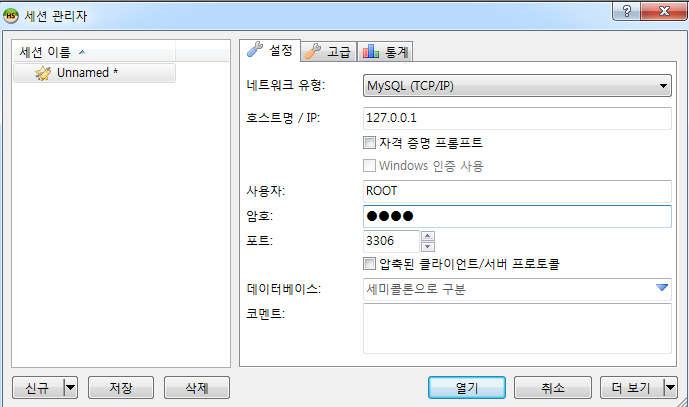 HS 세션 관리자
세션 이름
Unnamed *
설정 고급 통계
네트워크 유형: MySQL (TCP/IP)
호스트명 / IP: 127.0.0.1
자격 증명 프롬프트
Windows 인증 사용
사용자: ROOT
암호: ●●●●
포트: 3306
압축된 클라이언트/서버 프로토콜
데이터베이스: 세미콜론으로 구분
코멘트:
신규 저장 삭제 열기 취소 더 보기